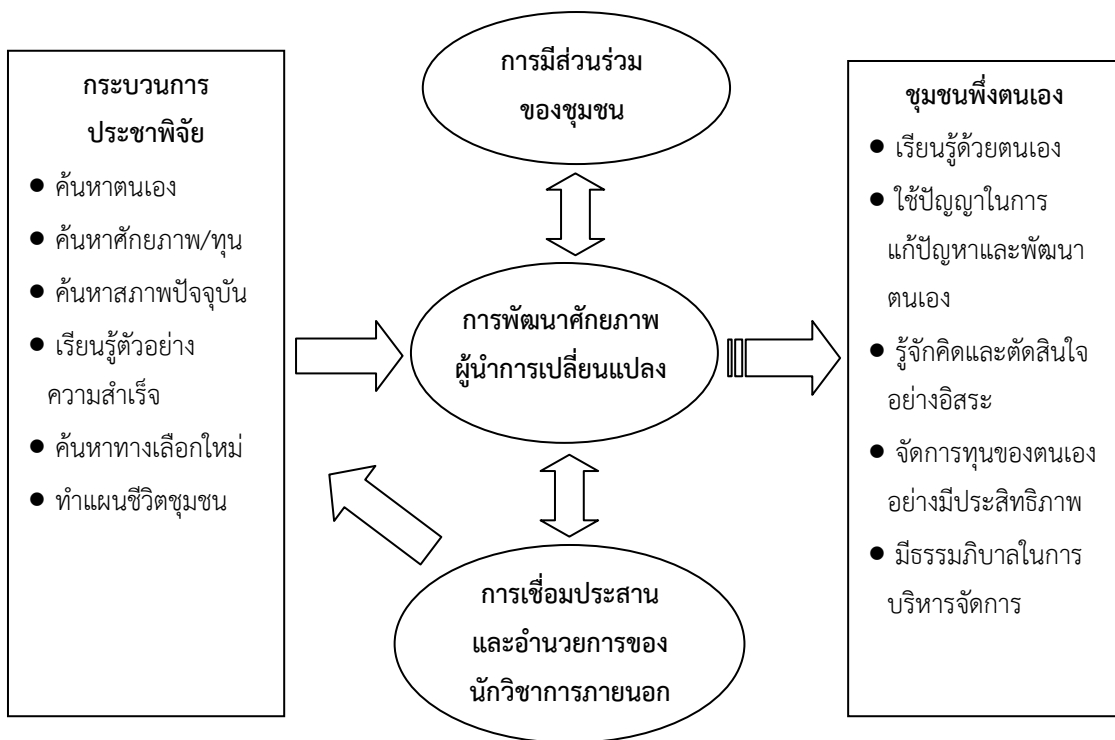 กระบวนการ
ประชาพิจัย
● ค้นหาตนเอง
● ค้นหาศักยภาพ/ทุน
● ค้นหาสภาพปัจจุบัน
● เรียนรู้ตัวอย่าง
ความสำเร็จ
● ค้นหาทางเลือกใหม่
● ทำแผนชีวิตชุมชน
การมีส่วนร่วม
ของชุมชน
การพัฒนาศักยภาพ
ผู้นำการเปลี่ยนแปลง
การเชื่อมประสาน
และอำนวยการของ
นักวิชาการภายนอก
ชุมชนพึ่งตนเอง
● เรียนรู้ด้วยตนเอง
● ใช้ปัญญาในการ
แก้ปัญหาและพัฒนา
ตนเอง
● รู้จักคิดและตัดสินใจ
อย่างอิสระ
● จัดการทุนของตนเอง
อย่างมีประสิทธิภาพ
● มีธรรมภิบาลในการ
บริหารจัดการ